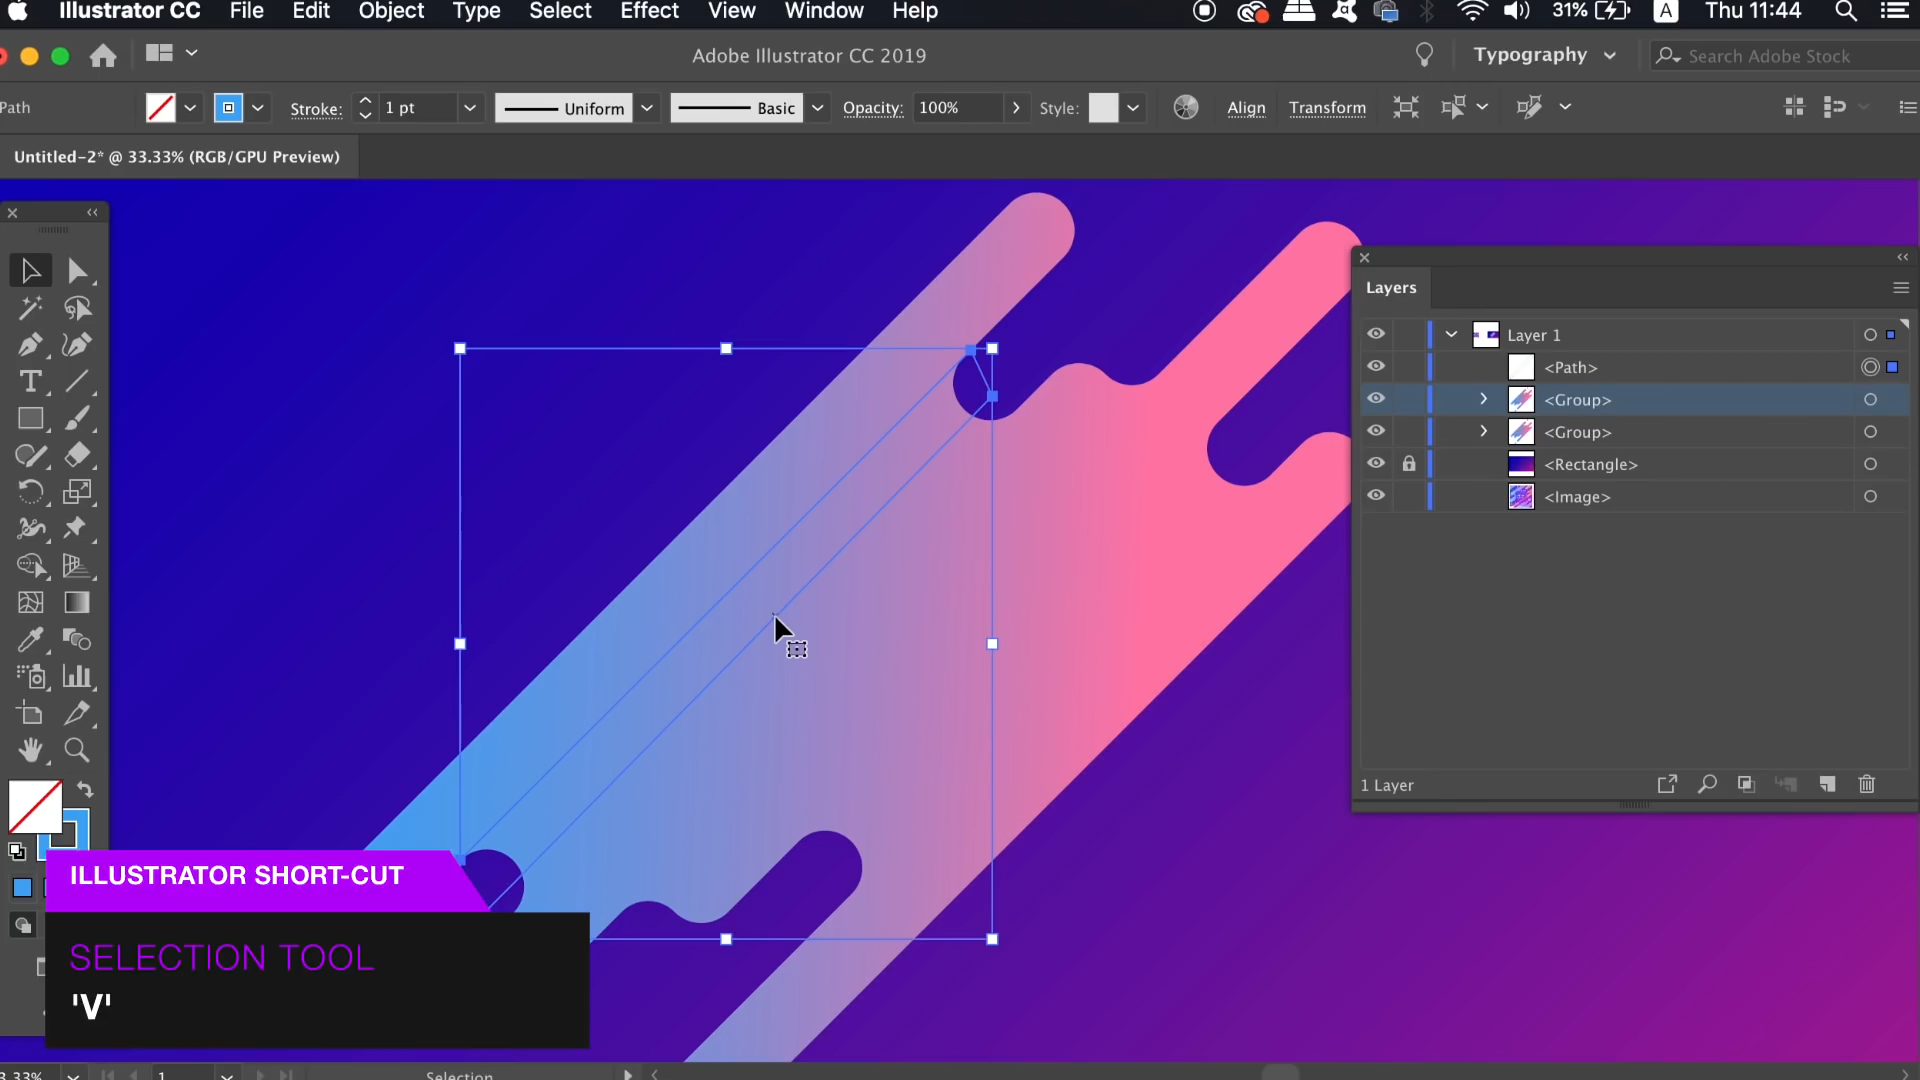 Illustrator CC File Edit Object Type Select Effect View Window Help 31% A Thu 11:44
Adobe Illustrator CC 2019 Typography Search Adobe Stock
Path Stroke: 1 pt Uniform Basic Opacity: 100% Style: Align Transform
Untitled-2* @ 33.33% (RGB/GPU Preview)
Layers
Layer 1
<Path>
<Group>
<Group>
<Rectangle>
<Image>
1 Layer
ILLUSTRATOR SHORT-CUT
SELECTION TOOL
'V'
3.33% 1 Selection